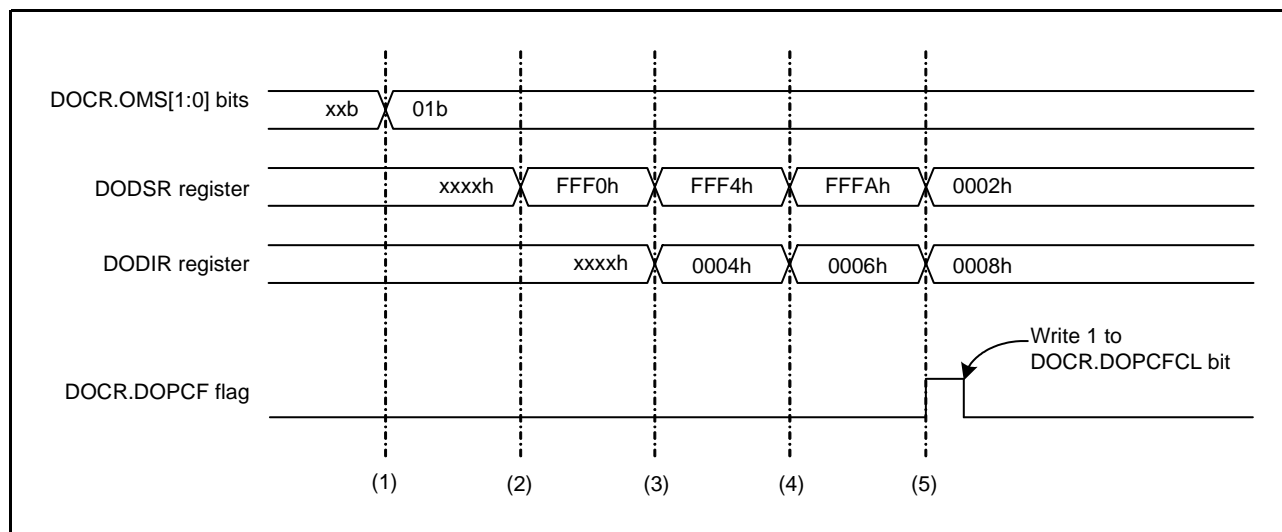 DOCR.OMS[1:0] bits
xxb
01b
DODSR register
xxxxh
FFF0h
FFF4h
FFFAh
0002h
DODIR register
xxxxh
0004h
0006h
0008h
Write 1 to
DOCR.DOPCFCL bit
DOCR.DOPCF flag
(1)
(2)
(3)
(4)
(5)